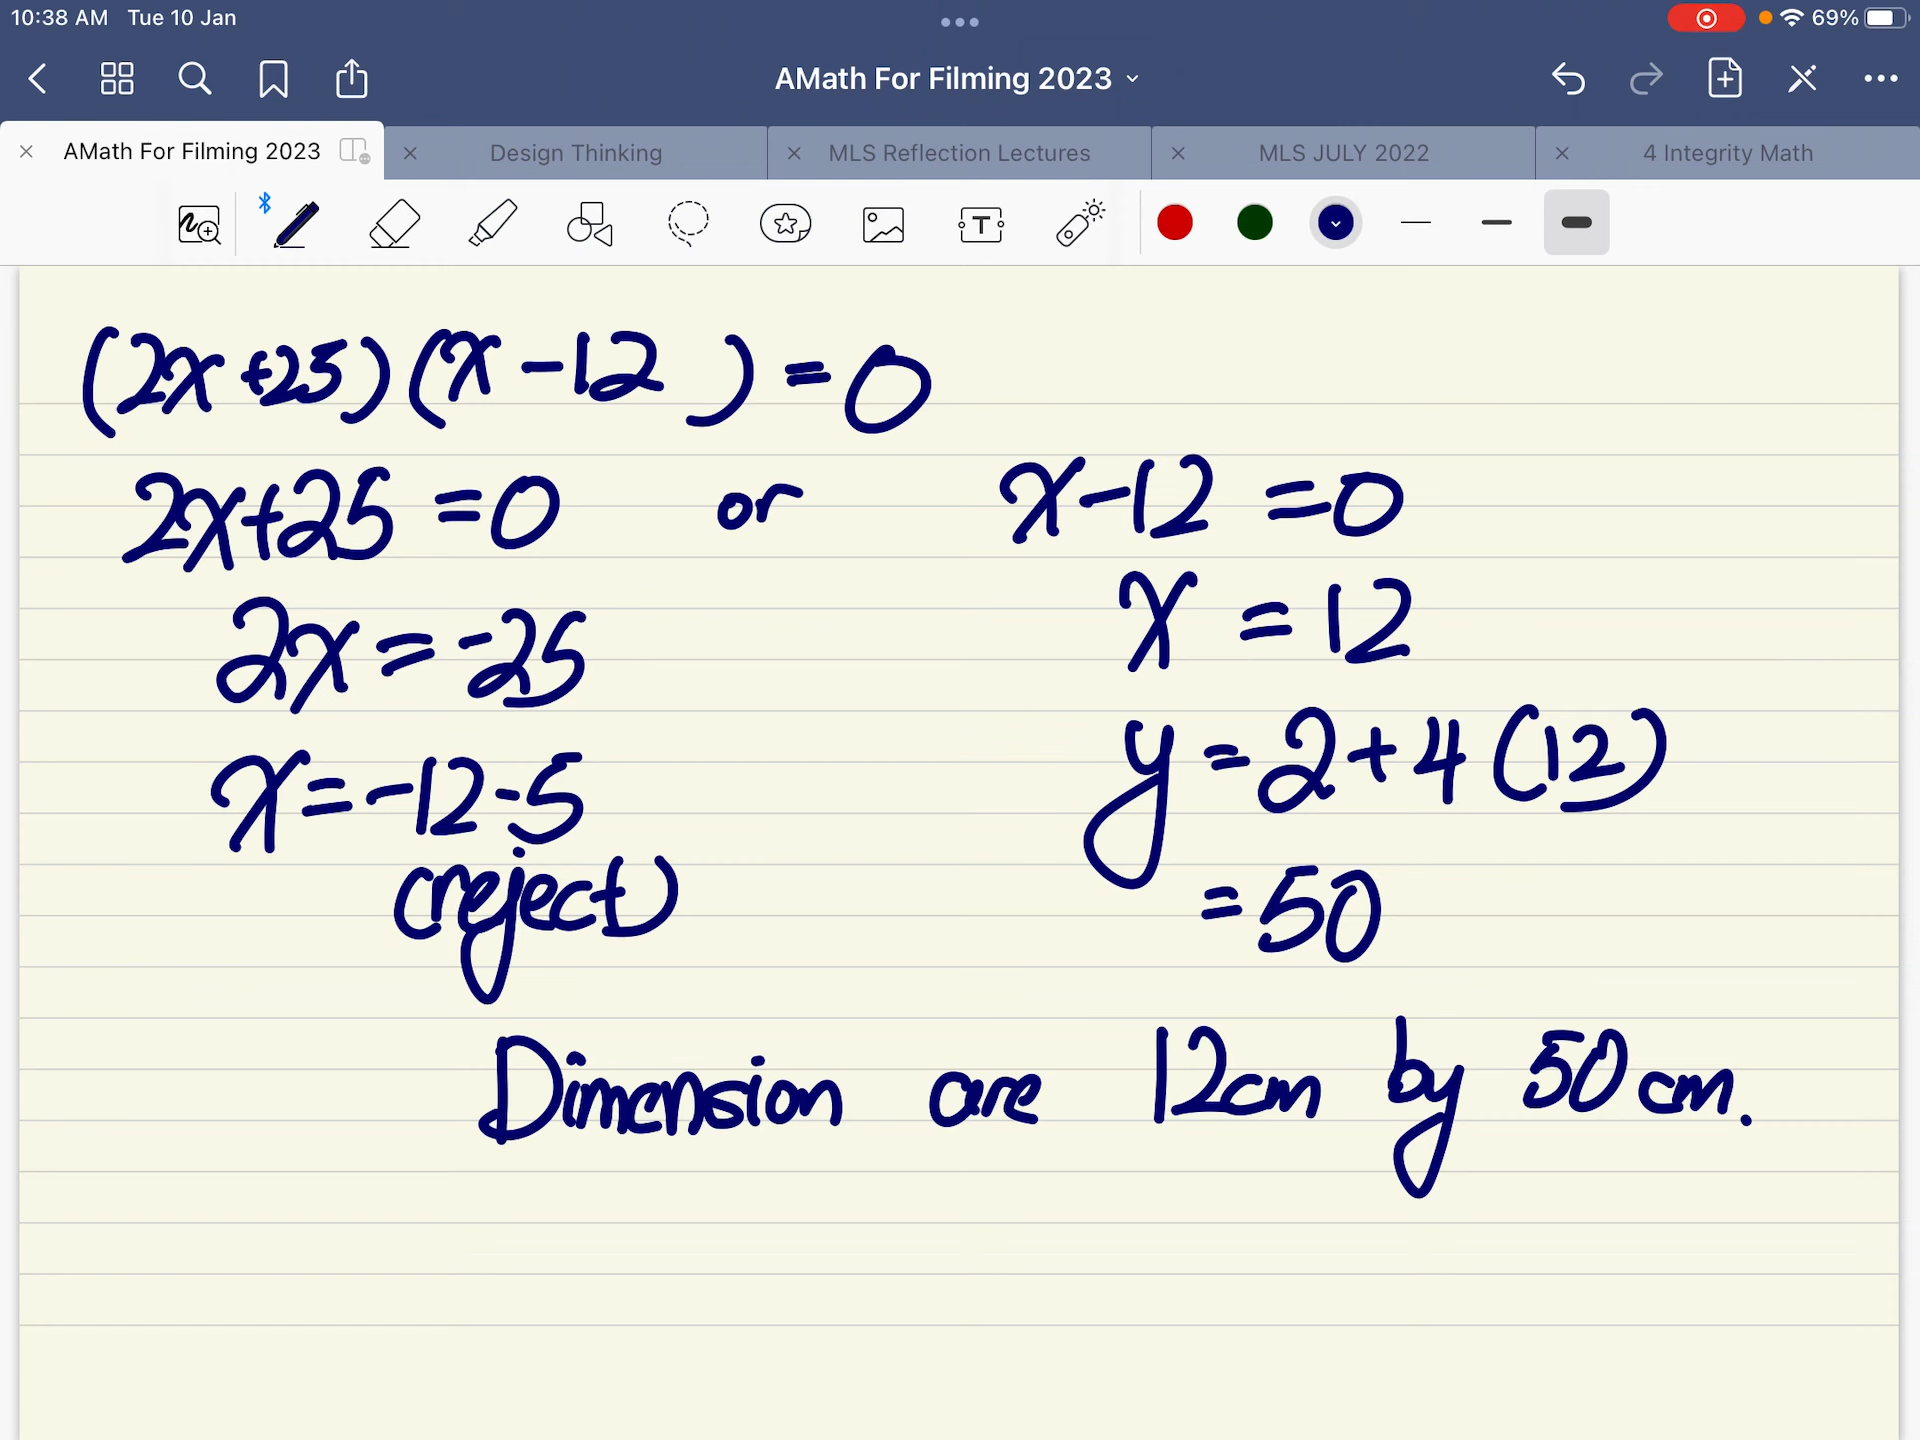 10:38 AM Tue 10 Jan
69%
AMath For Filming 2023
AMath For Filming 2023
Design Thinking
MLS Reflection Lectures
MLS JULY 2022
4 Integrity Math
T
(2x+25)(x-12)=0
2x+25=0 or x-12=0
2x=-25 x=12
x=-12.5 y=2+4(12)
(reject) =50
Dimension are 12cm by 50cm.